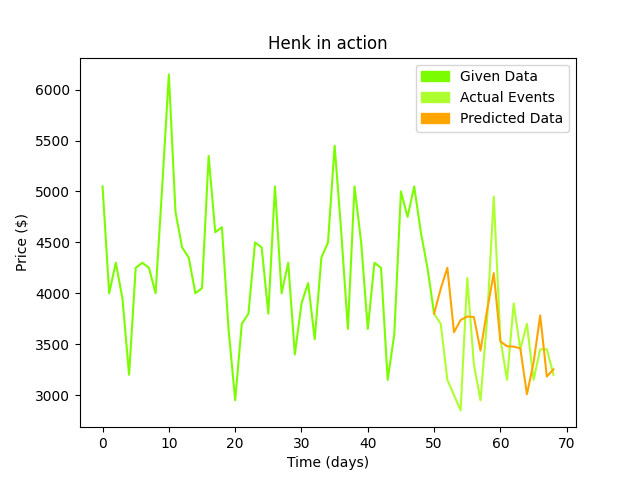 Henk in action
Given Data
Actual Events
Predicted Data
Price ($)
6000
5500
5000
4500
4000
3500
3000
0 10 20 30 40 50 60 70
Time (days)